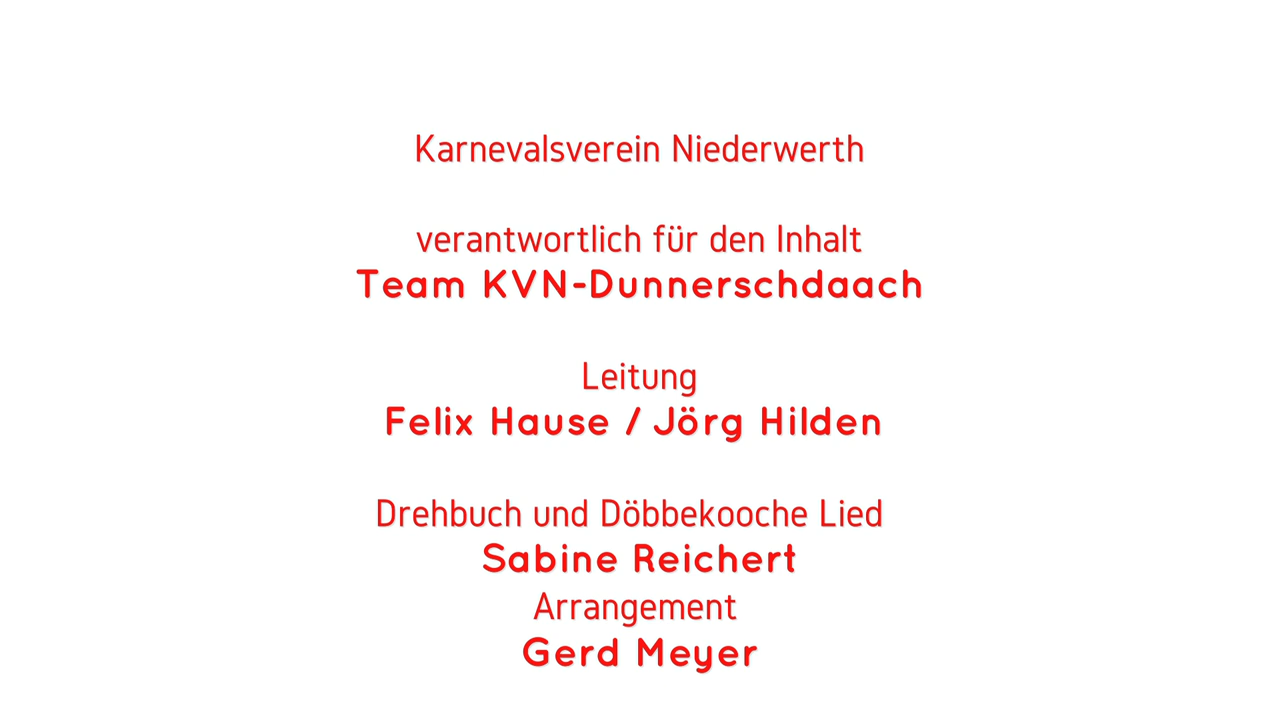 Karnevalsverein Niederwerth
verantwortlich für den Inhalt
Team KVN-Dunnerschdaach
Leitung
Felix Hause / Jörg Hilden
Drehbuch und Döbbekooche Lied
Sabine Reichert
Arrangement
Gerd Meyer